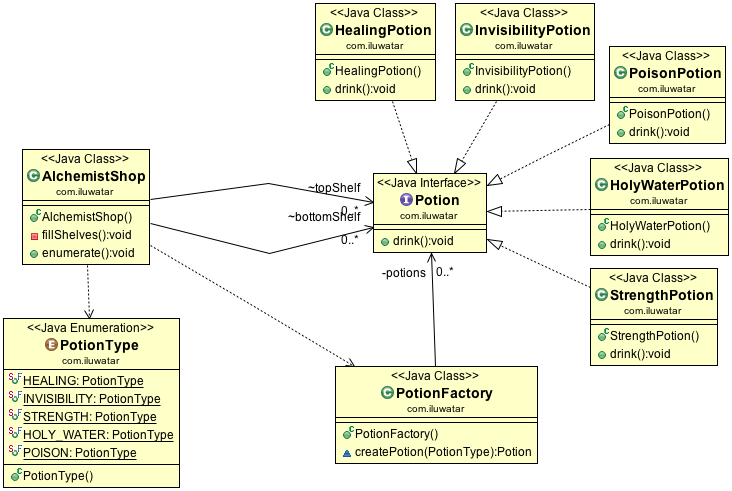 <<Java Class>>
HealingPotion
com.iluwatar
HealingPotion()
drink():void
<<Java Class>>
InvisibilityPotion
com.iluwatar
InvisibilityPotion()
drink():void
<<Java Class>>
PoisonPotion
com.iluwatar
PoisonPotion()
drink():void
<<Java Class>>
AlchemistShop
com.iluwatar
AlchemistShop()
fillShelves():void
enumerate():void
~topShelf
0..*
~bottomShelf
0..*
<<Java Interface>>
Potion
com.iluwatar
drink():void
<<Java Class>>
HolyWaterPotion
com.iluwatar
HolyWaterPotion()
drink():void
-potions
0..*
<<Java Class>>
StrengthPotion
com.iluwatar
StrengthPotion()
drink():void
<<Java Enumeration>>
PotionType
com.iluwatar
HEALING: PotionType
INVISIBILITY: PotionType
STRENGTH: PotionType
HOLY_WATER: PotionType
POISON: PotionType
PotionType()
<<Java Class>>
PotionFactory
com.iluwatar
PotionFactory()
createPotion(PotionType):Potion